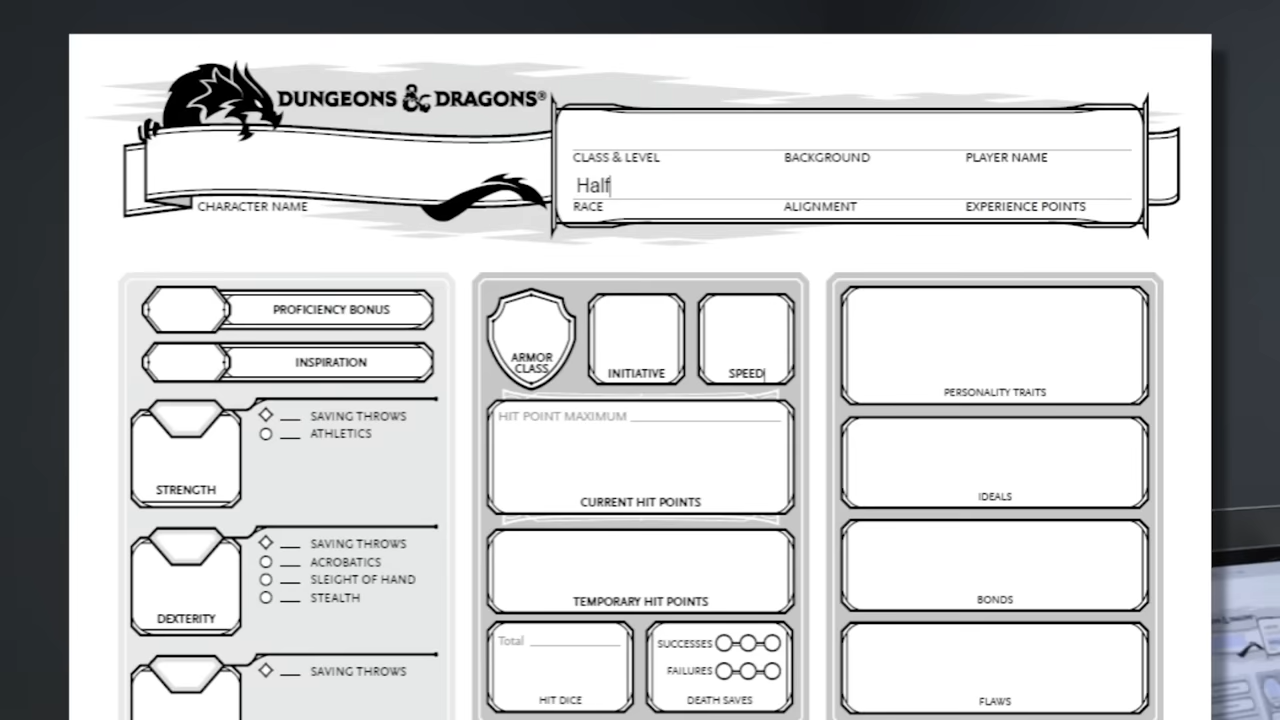 DUNGEONS & DRAGONS®
CLASS & LEVEL BACKGROUND PLAYER NAME
Half
CHARACTER NAME RACE ALIGNMENT EXPERIENCE POINTS
PROFICIENCY BONUS
INSPIRATION
SAVING THROWS
ATHLETICS
STRENGTH
SAVING THROWS
ACROBATICS
SLEIGHT OF HAND
STEALTH
DEXTERITY
SAVING THROWS
ARMOR
CLASS
INITIATIVE
SPEED
HIT POINT MAXIMUM
CURRENT HIT POINTS
TEMPORARY HIT POINTS
Total
HIT DICE
SUCCESSES
FAILURES
DEATH SAVES
PERSONALITY TRAITS
IDEALS
BONDS
FLAWS